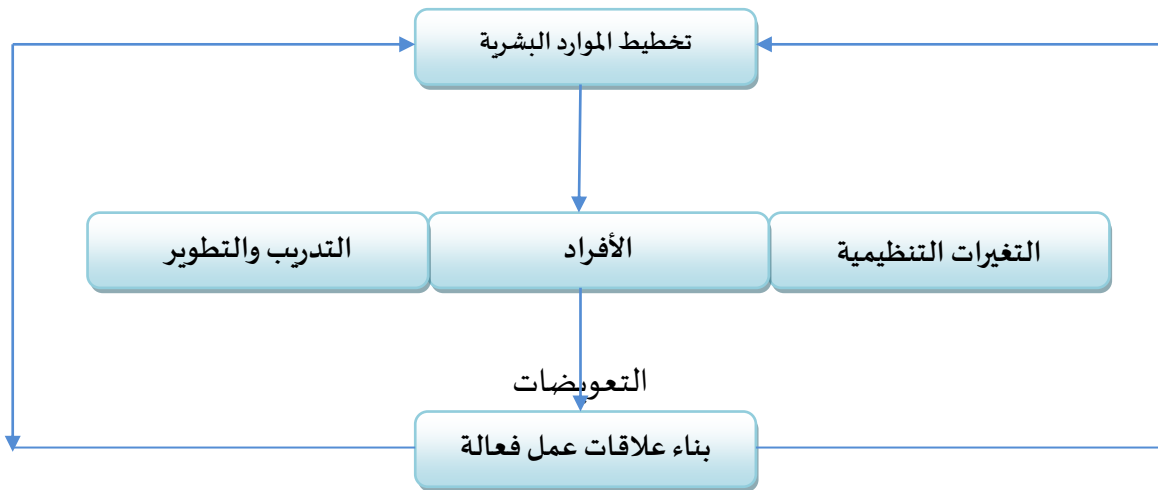 تخطيط الموارد البشرية
التغيرات التنظيمية
الأفراد
التدريب والتطوير
التعويضات
بناء علاقات عمل فعالة